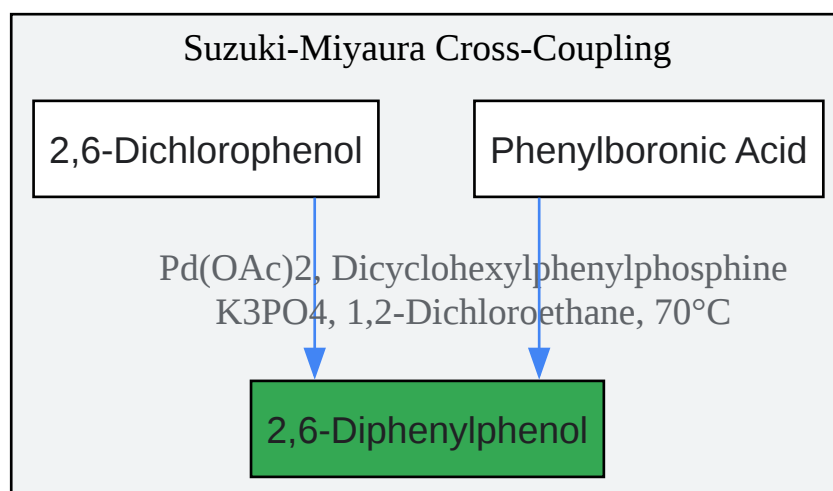 Suzuki-Miyaura Cross-Coupling
2,6-Dichlorophenol
Phenylboronic Acid
Pd(OAc)2, Dicyclohexylphenylphosphine
K3PO4, 1,2-Dichloroethane, 70°C
2,6-Diphenylphenol